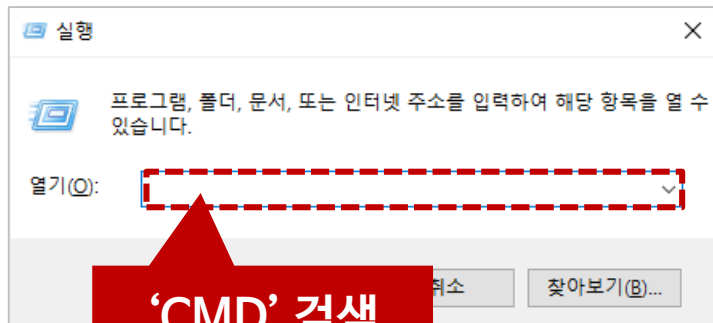 실행
프로그램, 폴더, 문서, 또는 인터넷 주소를 입력하여 해당 항목을 열 수
있습니다.
열기(O):
‘CMD’ 검색
취소
찾아보기(B)...